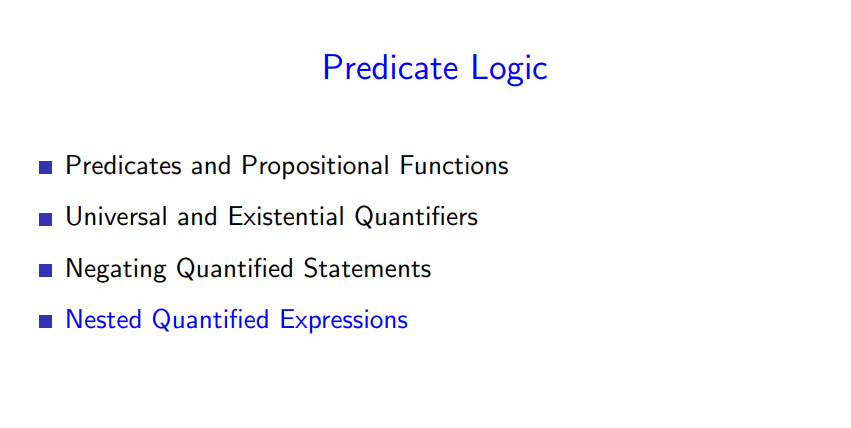 Predicate Logic
Predicates and Propositional Functions
Universal and Existential Quantifiers
Negating Quantified Statements
Nested Quantified Expressions